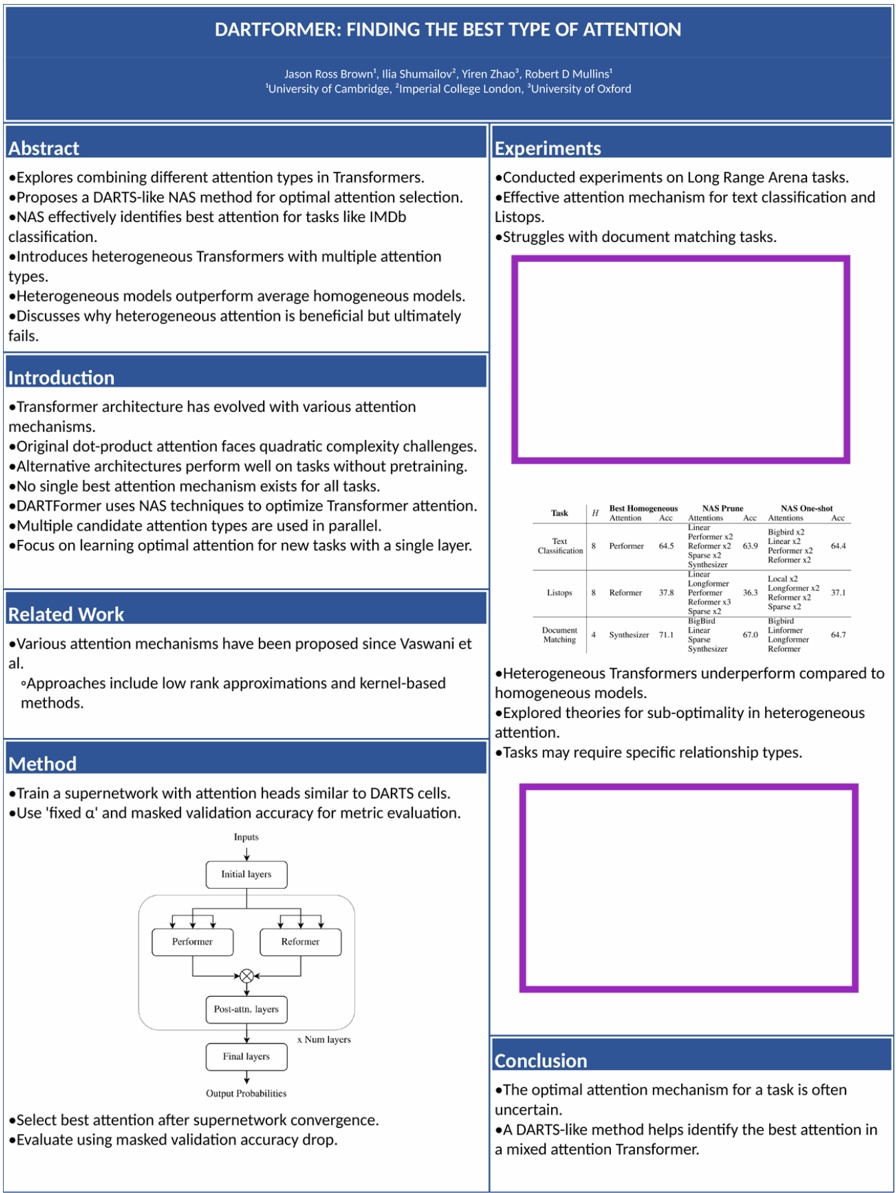 DARTFORMER: FINDING THE BEST TYPE OF ATTENTION
Jason Ross Brown¹, Ilia Shumailov², Yiren Zhao³, Robert D Mullins¹
¹University of Cambridge, ²Imperial College London, ³University of Oxford
Abstract
•Explores combining different attention types in Transformers.
•Proposes a DARTS-like NAS method for optimal attention selection.
•NAS effectively identifies best attention for tasks like IMDb
classification.
•Introduces heterogeneous Transformers with multiple attention
types.
•Heterogeneous models outperform average homogeneous models.
•Discusses why heterogeneous attention is beneficial but ultimately
fails.
Introduction
•Transformer architecture has evolved with various attention
mechanisms.
•Original dot-product attention faces quadratic complexity challenges.
•Alternative architectures perform well on tasks without pretraining.
•No single best attention mechanism exists for all tasks.
•DARTFormer uses NAS techniques to optimize Transformer attention.
•Multiple candidate attention types are used in parallel.
•Focus on learning optimal attention for new tasks with a single layer.
Related Work
•Various attention mechanisms have been proposed since Vaswani et
al.
◦Approaches include low rank approximations and kernel-based
methods.
Method
•Train a supernetwork with attention heads similar to DARTS cells.
•Use 'fixed α' and masked validation accuracy for metric evaluation.
Inputs
Initial layers
Performer Reformer
Post-attn. layers
x Num layers
Final layers
Output Probabilities
•Select best attention after supernetwork convergence.
•Evaluate using masked validation accuracy drop.
Experiments
•Conducted experiments on Long Range Arena tasks.
•Effective attention mechanism for text classification and
Listops.
•Struggles with document matching tasks.
Task H Best Homogeneous NAS Prune NAS One-shot
Attention Acc Attentions Acc Attentions Acc
Linear
Performer x2 Bigbird x2
Text Linear x2
Classification 8 Performer 64.5 Reformer x2 63.9 Performer x2 64.4
Sparse x2 Reformer x2
Synthesizer
Linear
Longformer Local x2
Listops 8 Reformer 37.8 Performer 36.3 Longformer x2 37.1
Reformer x3 Reformer x2
Sparse x2 Sparse x2
BigBird Bigbird
Document Linear Linformer
Matching 4 Synthesizer 71.1 Sparse 67.0 Longformer 64.7
Synthesizer Reformer
•Heterogeneous Transformers underperform compared to
homogeneous models.
•Explored theories for sub-optimality in heterogeneous
attention.
•Tasks may require specific relationship types.
Conclusion
•The optimal attention mechanism for a task is often
uncertain.
•A DARTS-like method helps identify the best attention in
a mixed attention Transformer.